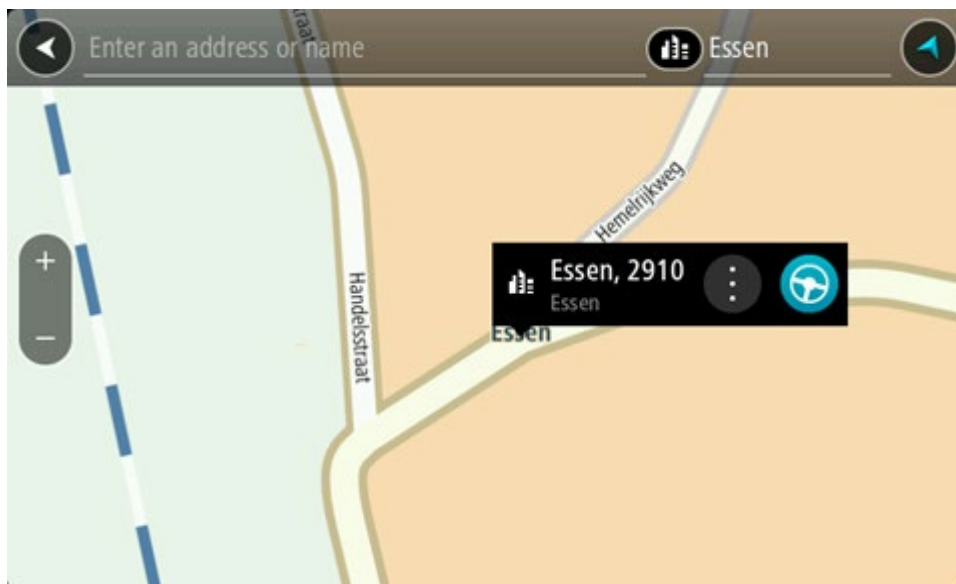 Enter an address or name
Essen
Hemelrijkweg
Essen, 2910
Essen
Essen
Handelsstraat